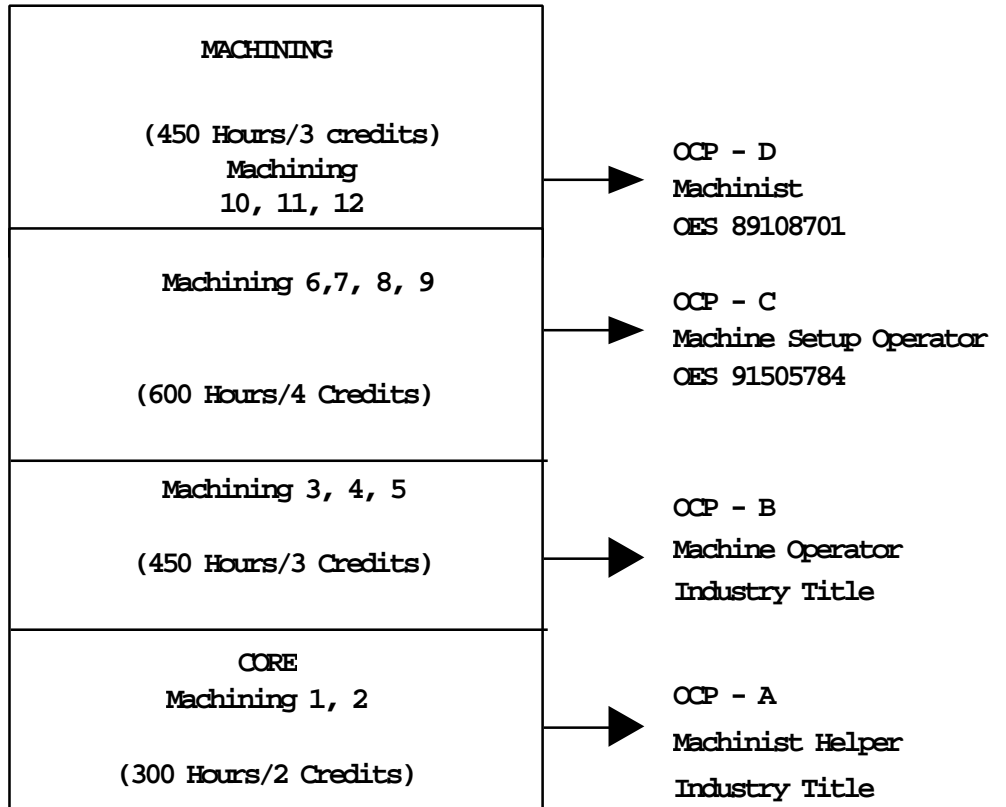 MACHINING
(450 Hours/3 credits)
Machining
10, 11, 12
OCP - D
Machinist
OES 89108701
Machining 6,7, 8, 9
(600 Hours/4 Credits)
OCP - C
Machine Setup Operator
OES 91505784
Machining 3, 4, 5
(450 Hours/3 Credits)
OCP - B
Machine Operator
Industry Title
CORE
Machining 1, 2
(300 Hours/2 Credits)
OCP - A
Machinist Helper
Industry Title